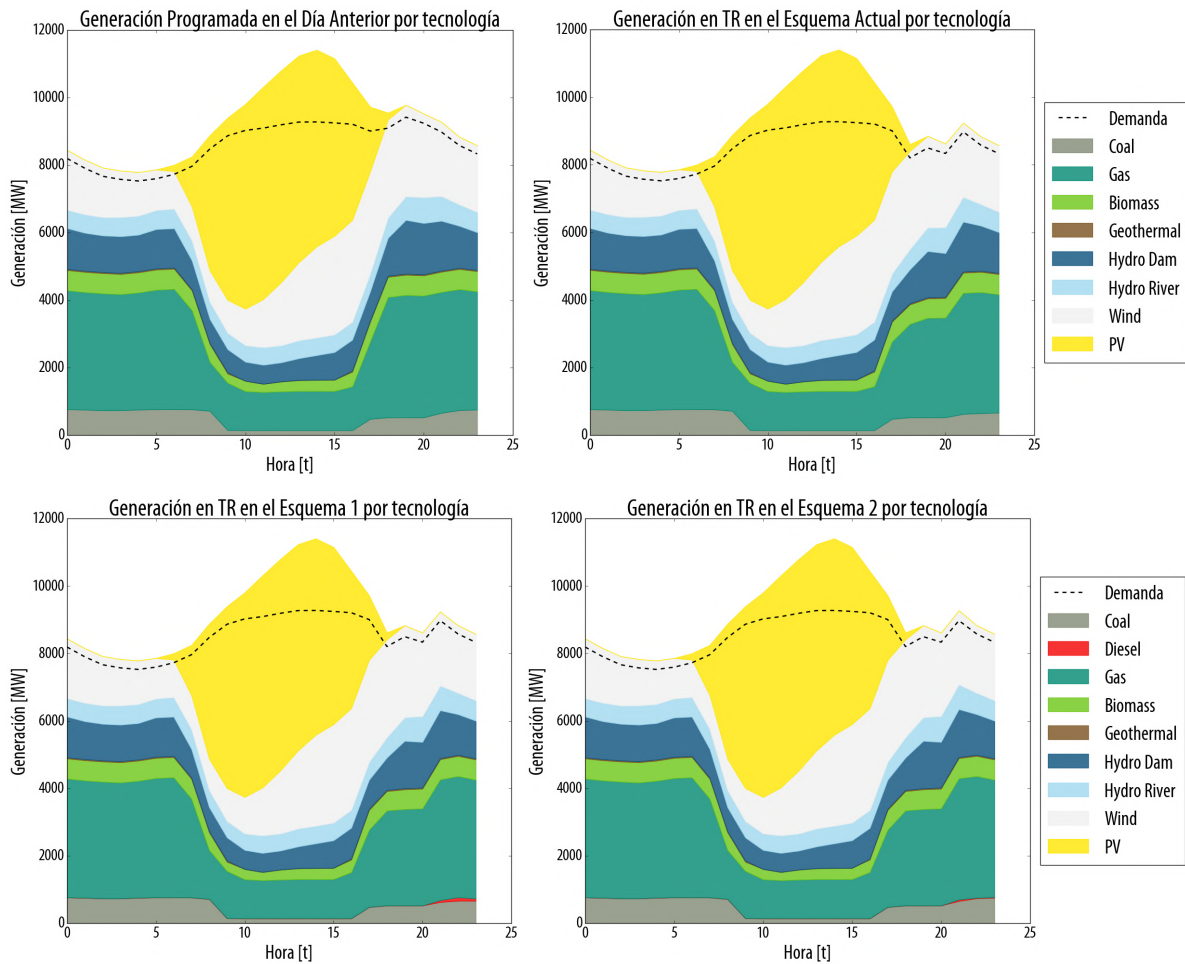 Generación Programada en el Día Anterior por tecnología
Generación [MW]
12000
10000
8000
6000
4000
2000
0
0 5 10 15 20 25
Hora [t]
Generación en TR en el Esquema Actual por tecnología
Generación [MW]
12000
10000
8000
6000
4000
2000
0
0 5 10 15 20 25
Hora [t]
Demanda
Coal
Gas
Biomass
Geothermal
Hydro Dam
Hydro River
Wind
PV
Generación en TR en el Esquema 1 por tecnología
Generación [MW]
12000
10000
8000
6000
4000
2000
0
0 5 10 15 20 25
Hora [t]
Generación en TR en el Esquema 2 por tecnología
Generación [MW]
12000
10000
8000
6000
4000
2000
0
0 5 10 15 20 25
Hora [t]
Demanda
Coal
Diesel
Gas
Biomass
Geothermal
Hydro Dam
Hydro River
Wind
PV